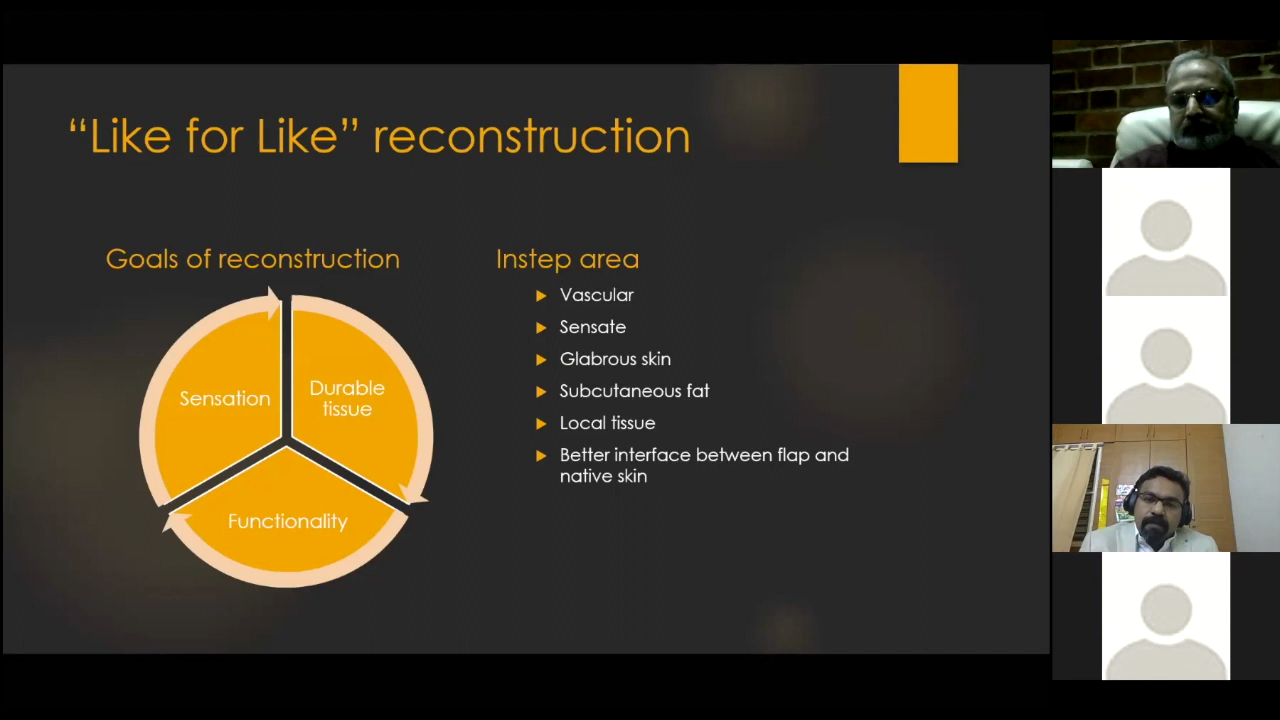 “Like for Like” reconstruction
Goals of reconstruction
Sensation
Durable
tissue
Functionality
Instep area
Vascular
Sensate
Glabrous skin
Subcutaneous fat
Local tissue
Better interface between flap and
native skin